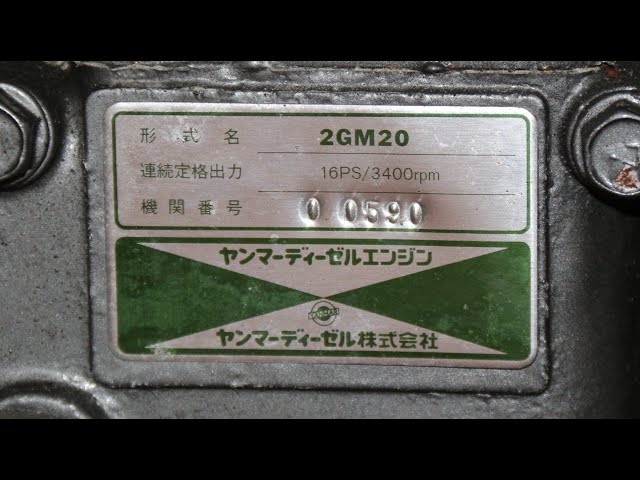 形式名 2GM20
連続定格出力 16PS/3400rpm
機関番号 0 0590
ヤンマーディーゼルエンジン
YANMAR
ヤンマーディーゼル株式会社